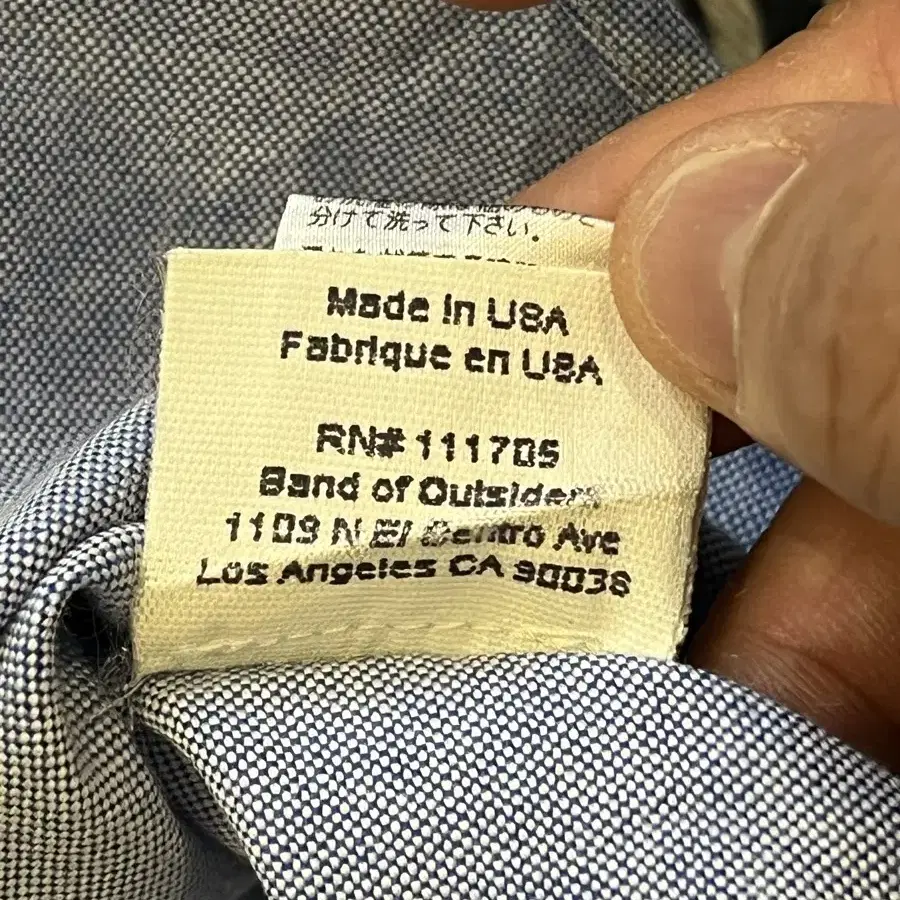 分けて洗って下さい。
Made in USA
Fabrique en USA
RN# 111705
Band of Outsiders
1109 N El Centro Ave
Los Angeles CA 90038